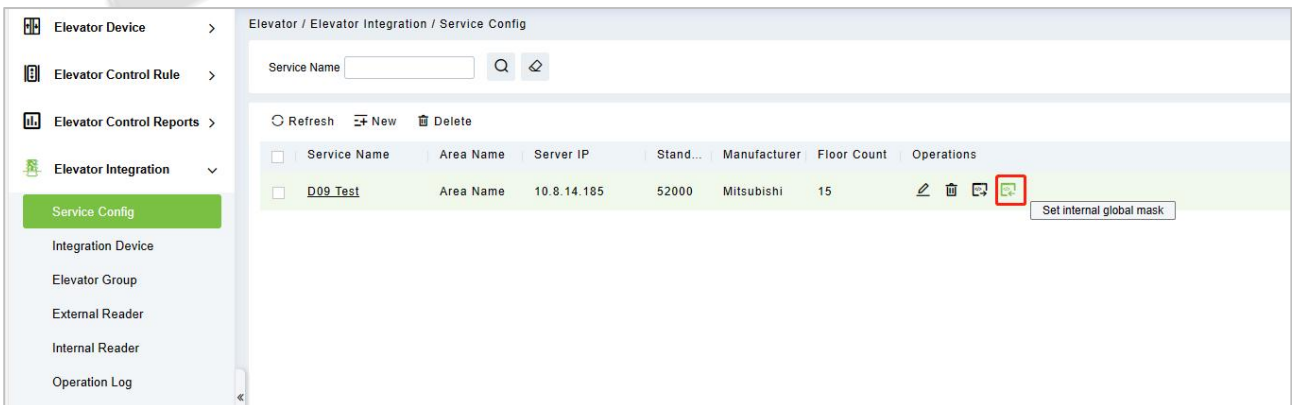 Elevator Device
Elevator Control Rule
Elevator Control Reports
Elevator Integration
Service Config
Integration Device
Elevator Group
External Reader
Internal Reader
Operation Log
Elevator / Elevator Integration / Service Config
Service Name
Refresh New Delete
Service Name Area Name Server IP Stand... Manufacturer Floor Count Operations
D09 Test Area Name 10.8.14.185 52000 Mitsubishi 15
Set internal global mask